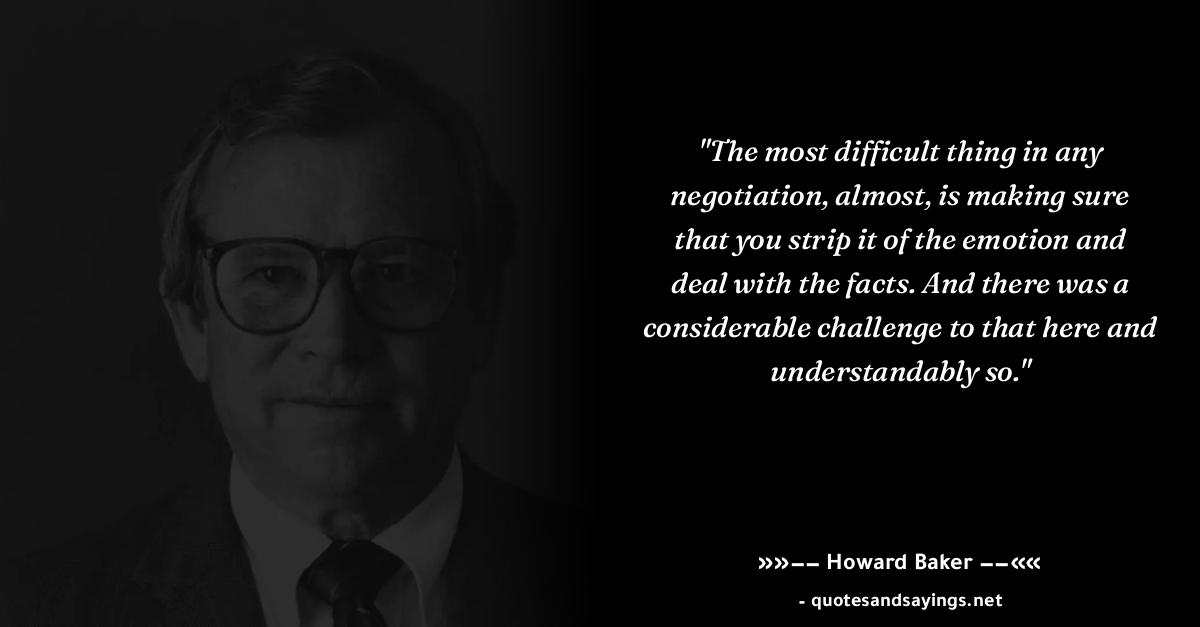 "The most difficult thing in any
negotiation, almost, is making sure
that you strip it of the emotion and
deal with the facts. And there was a
considerable challenge to that here and
understandably so."
»»−− Howard Baker −−««
- quotesandsayings.net